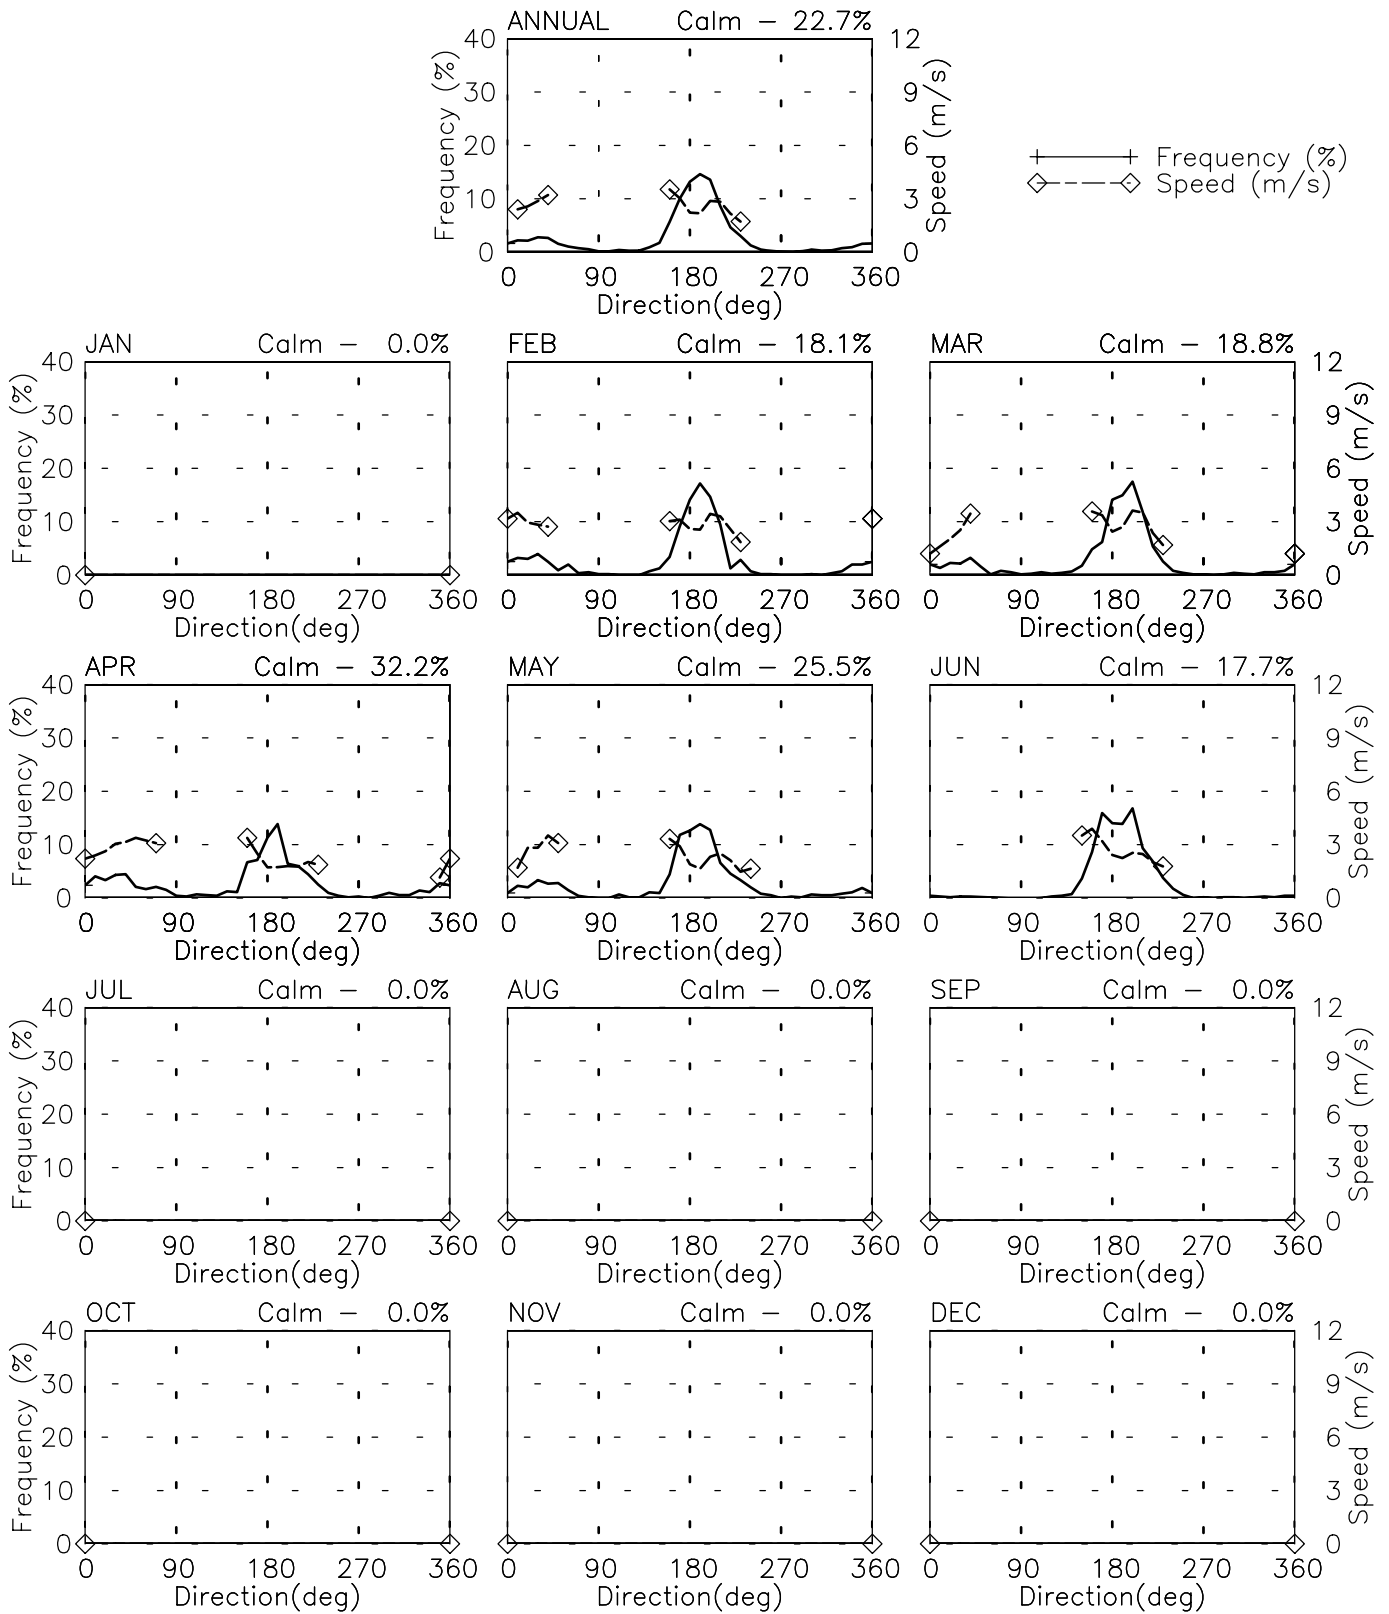 ANNUAL Calm – 22.7%
40 12
30 9
20 6
10 3
0 0
Frequency (%)
Speed (m/s)
0 90 180 270 360
Direction(deg)
Frequency (%)
Speed (m/s)
JAN Calm – 0.0% FEB Calm – 18.1% MAR Calm – 18.8%
40 12
30 9
20 6
10 3
0 0
Frequency (%)
Speed (m/s)
0 90 180 270 360 0 90 180 270 360 0 90 180 270 360
Direction(deg) Direction(deg) Direction(deg)
APR Calm – 32.2% MAY Calm – 25.5% JUN Calm – 17.7%
40 12
30 9
20 6
10 3
0 0
Frequency (%)
Speed (m/s)
0 90 180 270 360 0 90 180 270 360 0 90 180 270 360
Direction(deg) Direction(deg) Direction(deg)
JUL Calm – 0.0% AUG Calm – 0.0% SEP Calm – 0.0%
40 12
30 9
20 6
10 3
0 0
Frequency (%)
Speed (m/s)
0 90 180 270 360 0 90 180 270 360 0 90 180 270 360
Direction(deg) Direction(deg) Direction(deg)
OCT Calm – 0.0% NOV Calm – 0.0% DEC Calm – 0.0%
40 12
30 9
20 6
10 3
0 0
Frequency (%)
Speed (m/s)
0 90 180 270 360 0 90 180 270 360 0 90 180 270 360
Direction(deg) Direction(deg) Direction(deg)